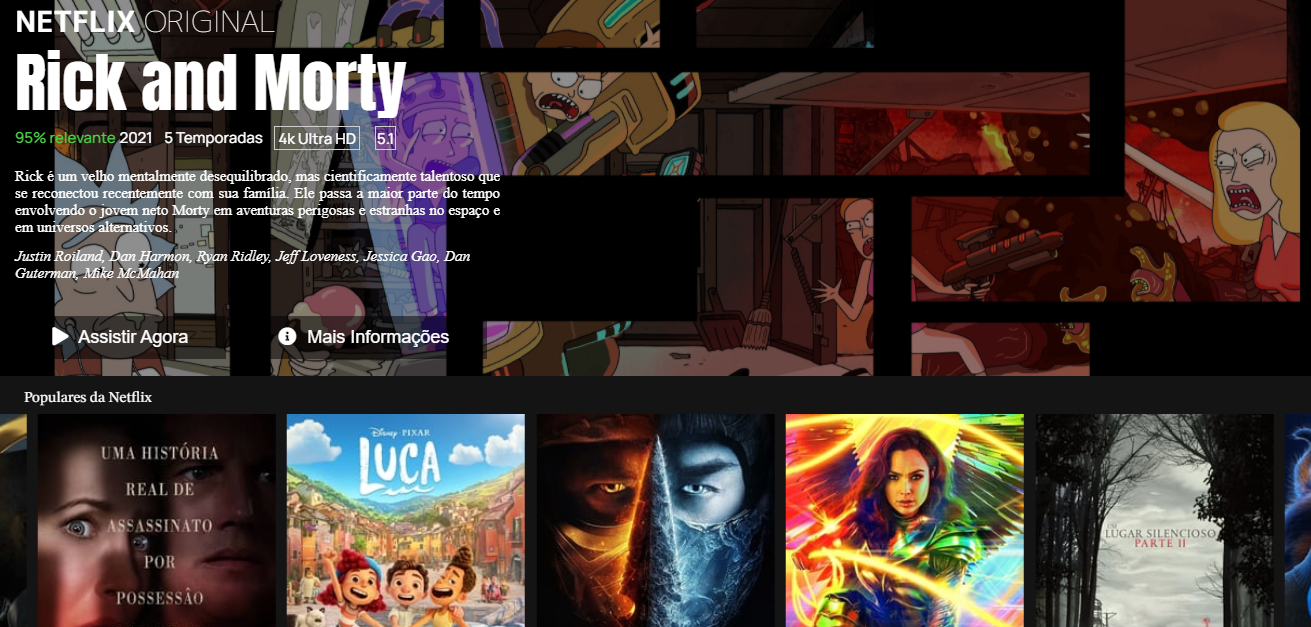 NETFLIX ORIGINAL
Rick and Morty
95% relevante 2021 5 Temporadas 4k Ultra HD 5.1
Rick é um velho mentalmente desequilibrado, mas cientificamente talentoso que
se reconectou recentemente com sua família. Ele passa a maior parte do tempo
envolvendo o jovem neto Morty em aventuras perigosas e estranhas no espaço e
em universos alternativos.
Justin Roiland, Dan Harmon, Ryan Ridley, Jeff Loveness, Jessica Gao, Dan
Guterman, Mike McMahan
Assistir Agora Mais Informações
Populares da Netflix
UMA HISTÓRIA
REAL DE
ASSASSINATO
POR
POSSESSÃO
Disney · PIXAR
LUCA
UM
LUGAR SILENCIOSO
PARTE II